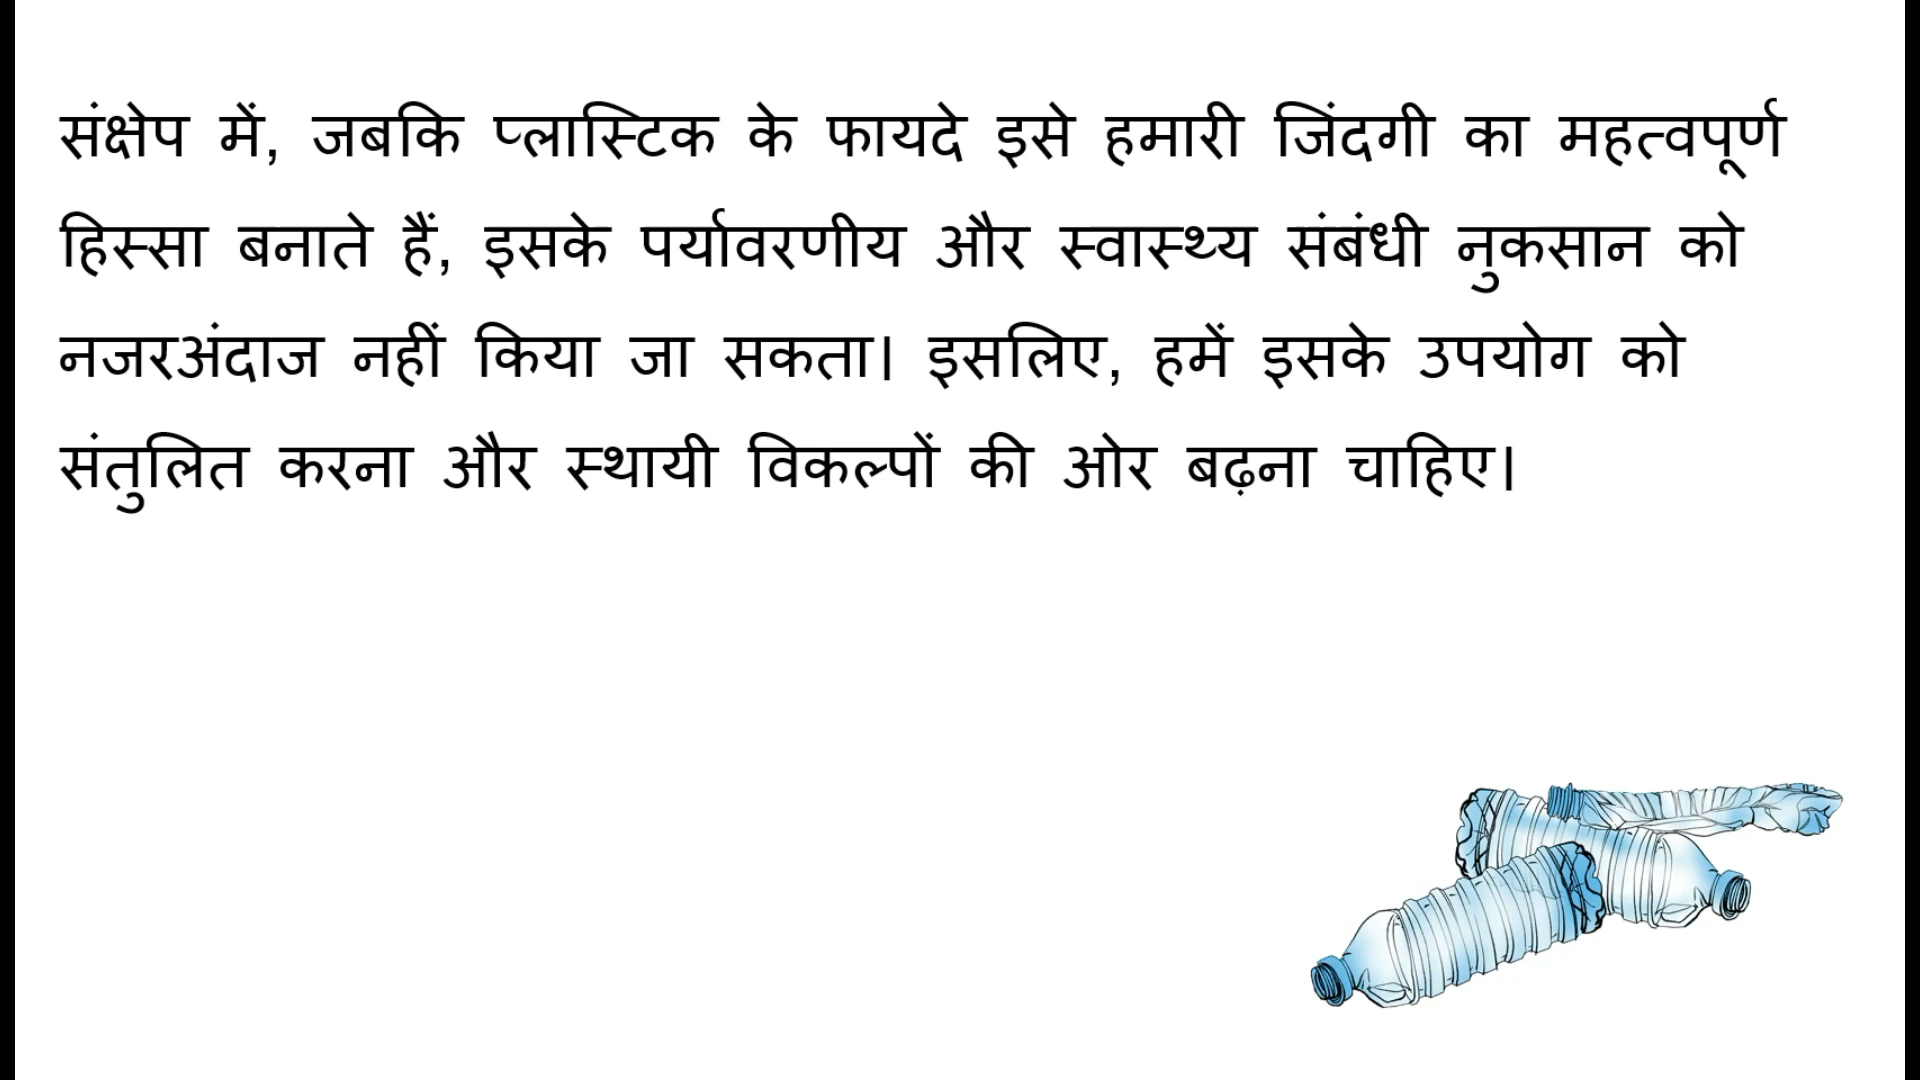 संक्षेप में, जबकि प्लास्टिक के फायदे इसे हमारी जिंदगी का महत्वपूर्ण
हिस्सा बनाते हैं, इसके पर्यावरणीय और स्वास्थ्य संबंधी नुकसान को
नजरअंदाज नहीं किया जा सकता। इसलिए, हमें इसके उपयोग को
संतुलित करना और स्थायी विकल्पों की ओर बढ़ना चाहिए।